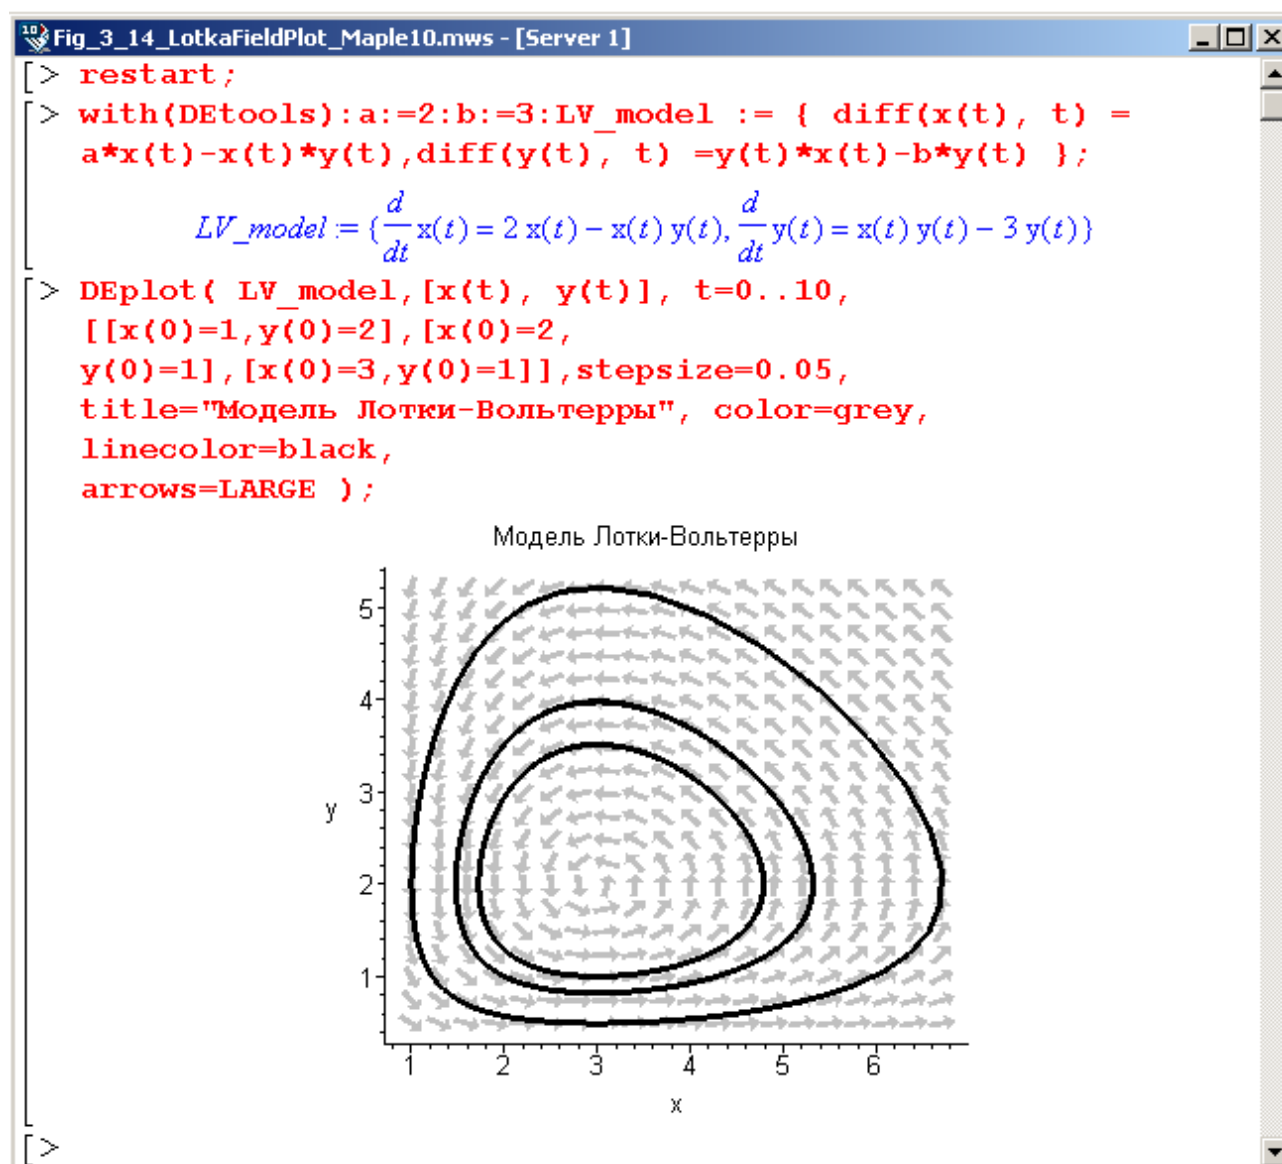 Fig_3_14_LotkaFieldPlot_Maple10.mws - [Server 1]
[> restart;
[> with(DEtools):a:=2:b:=3:LV_model := { diff(x(t), t) =
a*x(t)-x(t)*y(t),diff(y(t), t) =y(t)*x(t)-b*y(t) };
LV_model := {d/dt x(t) = 2 x(t) − x(t) y(t), d/dt y(t) = x(t) y(t) − 3 y(t)}
[> DEplot( LV_model,[x(t), y(t)], t=0..10,
[[x(0)=1,y(0)=2],[x(0)=2,
y(0)=1],[x(0)=3,y(0)=1]],stepsize=0.05,
title="Модель Лотки-Вольтерры", color=grey,
linecolor=black,
arrows=LARGE );
Модель Лотки-Вольтерры
5
4
3
y
2
1
1 2 3 4 5 6
x
[>